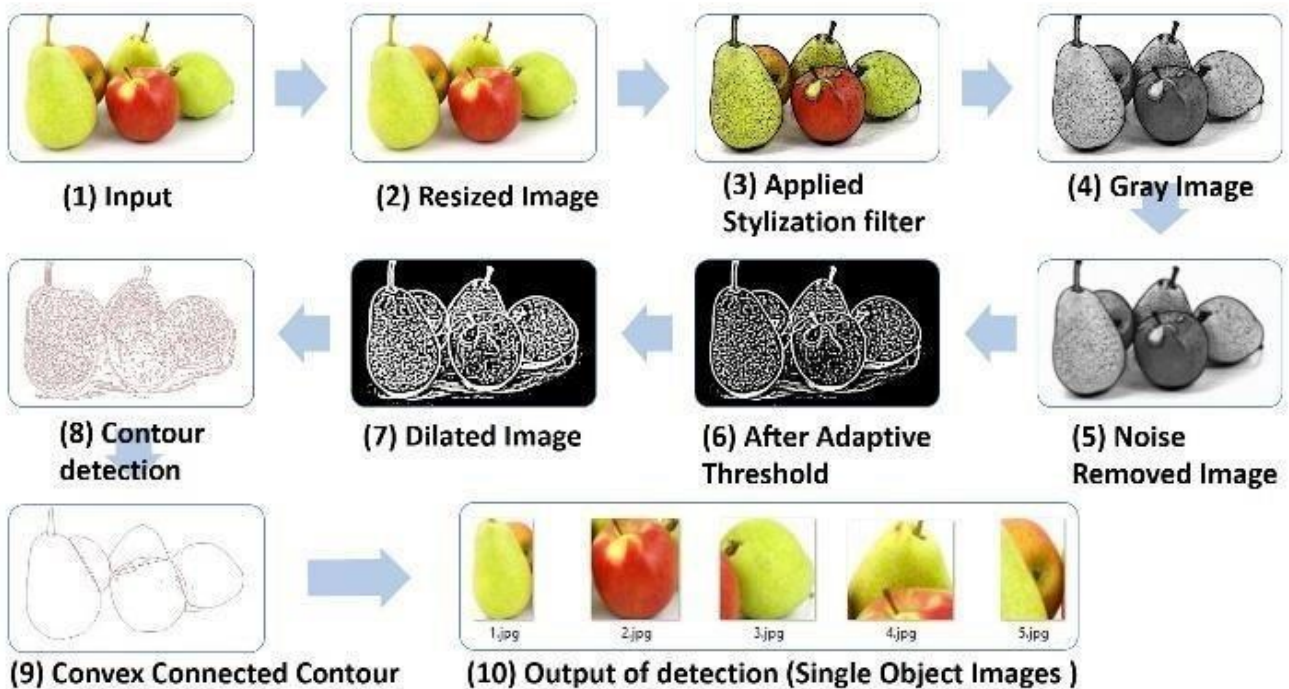 (1) Input
(2) Resized Image
(3) Applied
Stylization filter
(4) Gray Image
(5) Noise
Removed Image
(6) After Adaptive
Threshold
(7) Dilated Image
(8) Contour
detection
(9) Convex Connected Contour
1.jpg
2.jpg
3.jpg
4.jpg
5.jpg
(10) Output of detection (Single Object Images )